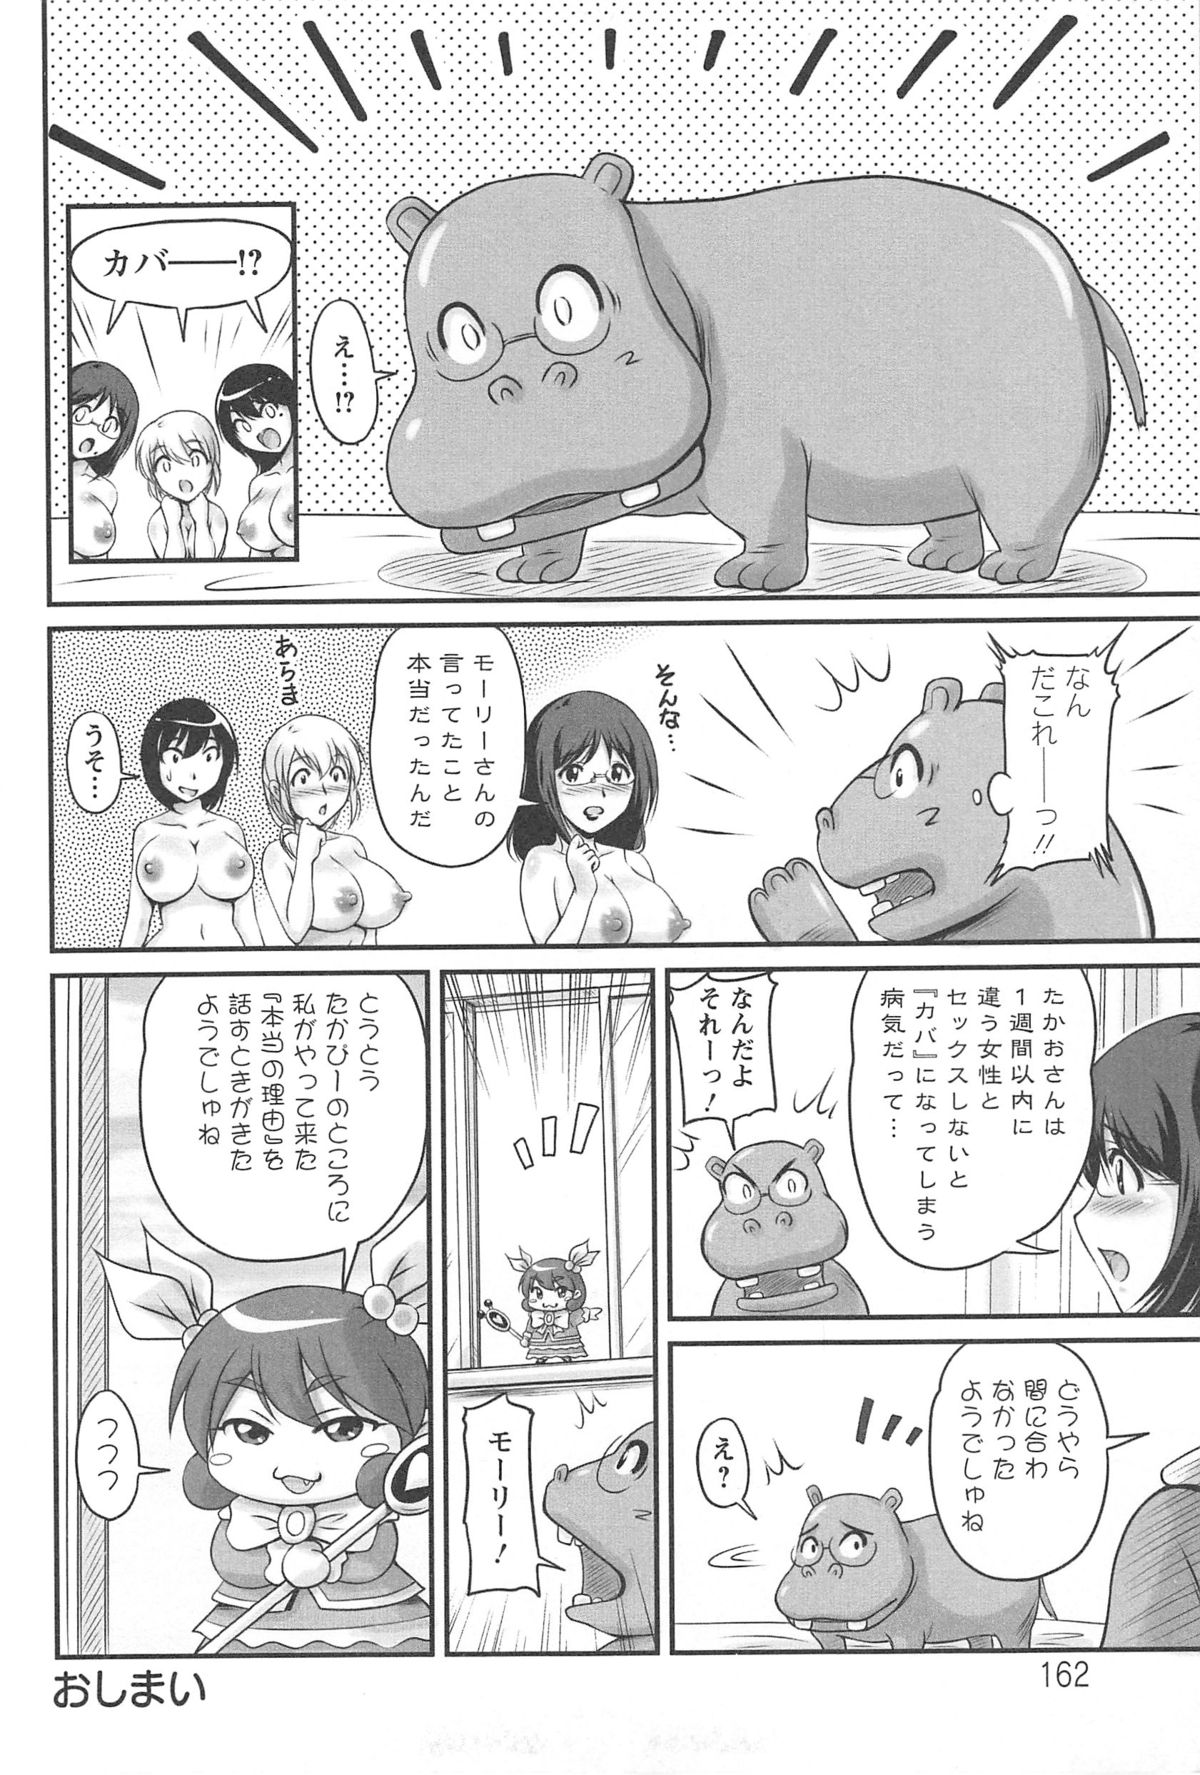 え…!?
カバ――!?
なん
だこれ――っ!!
そんな…
モーリーさんの
言ってたこと
本当だったんだ
あらま
うそ…
たかおさんは
1週間以内に
違う女性と
セックスしないと
『カバ』になってしまう
病気だって…
なんだよ
それーっ!
どうやら
間に合わ
なかった
ようでしゅね
え?
モーリー!
とうとう
たかぴーのところに
私がやって来た
『本当の理由』を
話すときがきた
ようでしゅね
つつつ
おしまい
162